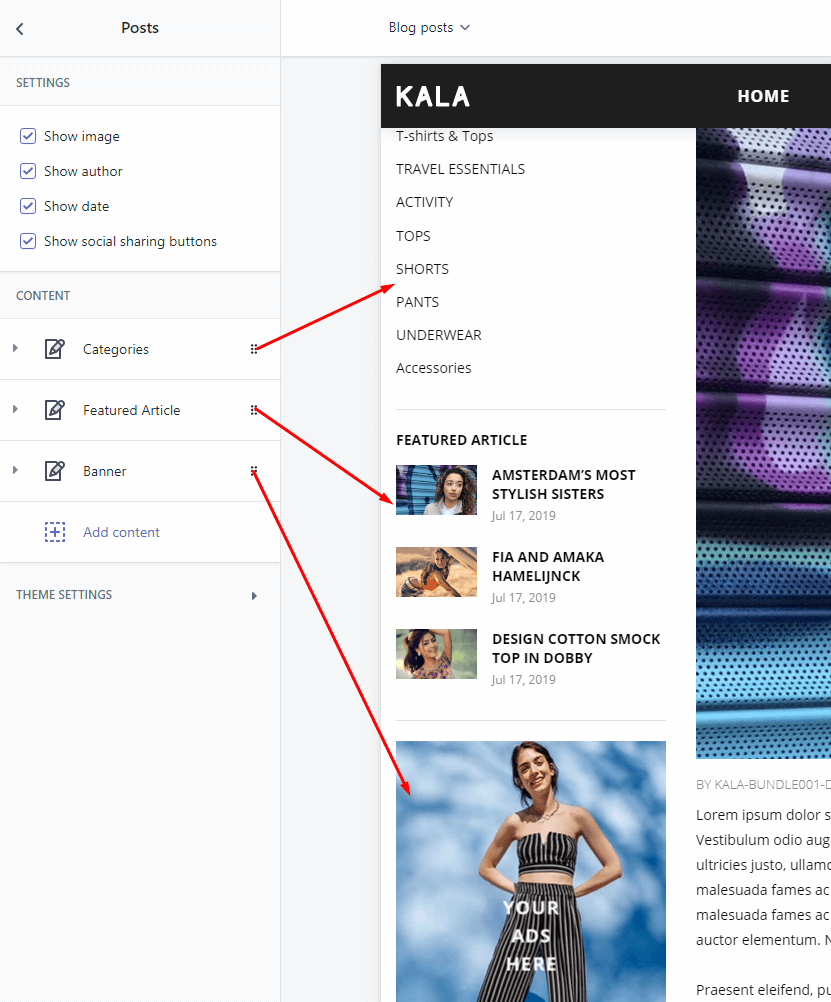 Posts
Blog posts
SETTINGS
Show image
Show author
Show date
Show social sharing buttons
CONTENT
Categories
Featured Article
Banner
Add content
THEME SETTINGS
KALA
HOME
T-shirts & Tops
TRAVEL ESSENTIALS
ACTIVITY
TOPS
SHORTS
PANTS
UNDERWEAR
Accessories
FEATURED ARTICLE
AMSTERDAM'S MOST
STYLISH SISTERS
Jul 17, 2019
FIA AND AMAKA
HAMELIJNCK
Jul 17, 2019
DESIGN COTTON SMOCK
TOP IN DOBBY
Jul 17, 2019
YOUR
ADS
HERE
BY KALA-BUNDLE001-D
Lorem ipsum dolor s
Vestibulum odio aug
ultricies justo, ullamc
malesuada fames ac
malesuada fames ac
auctor elementum. N
Praesent eleifend, pu